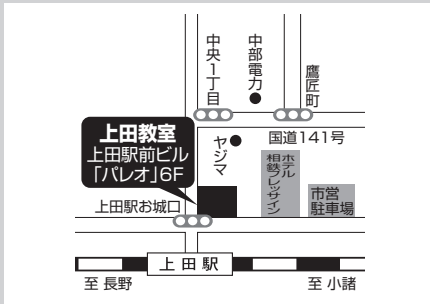 中央1丁目
中部電力
鷹匠町
国道141号
上田教室
上田駅前ビル
「パレオ」6F
ヤジマ
ホテル
相鉄フレッサイン
市営
駐車場
上田駅お城口
上田駅
至 長野
至 小諸